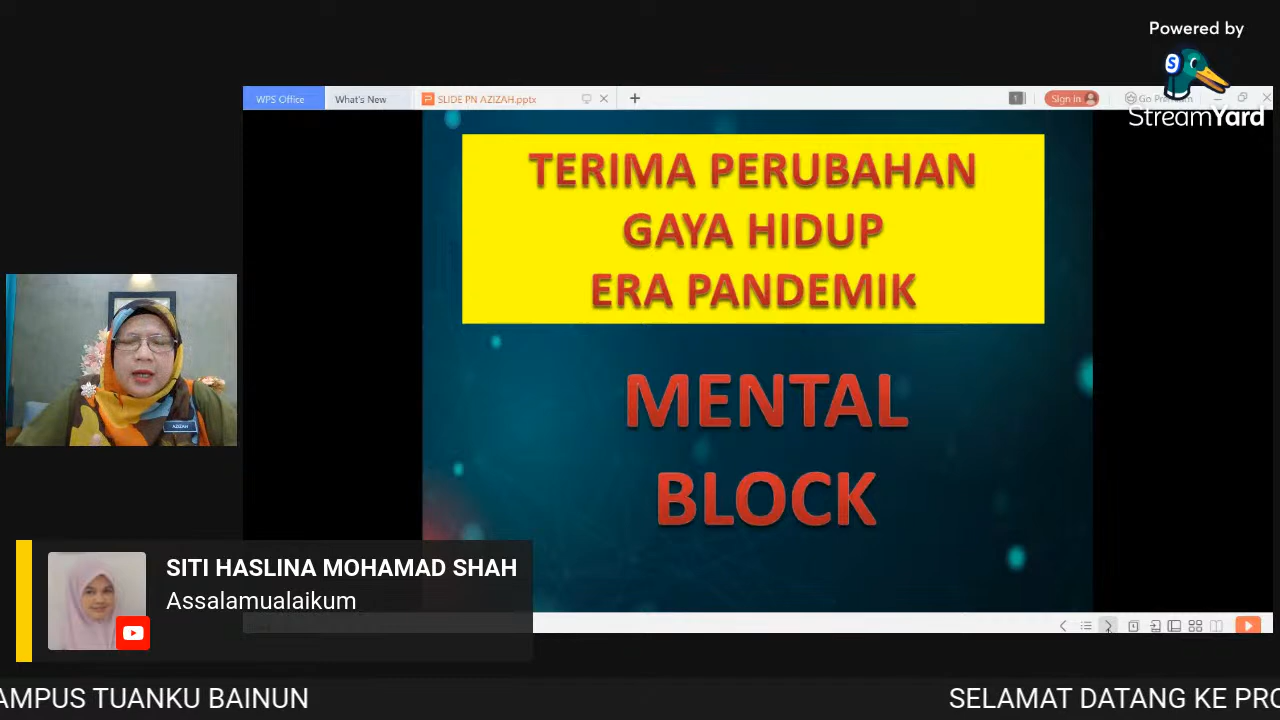 Powered by
StreamYard
WPS Office
What's New
SLIDE PN AZIZAH.pptx
Sign in
TERIMA PERUBAHAN
GAYA HIDUP
ERA PANDEMIK
MENTAL
BLOCK
AZIZAH
SITI HASLINA MOHAMAD SHAH
Assalamualaikum
AMPUS TUANKU BAINUN
SELAMAT DATANG KE PRO